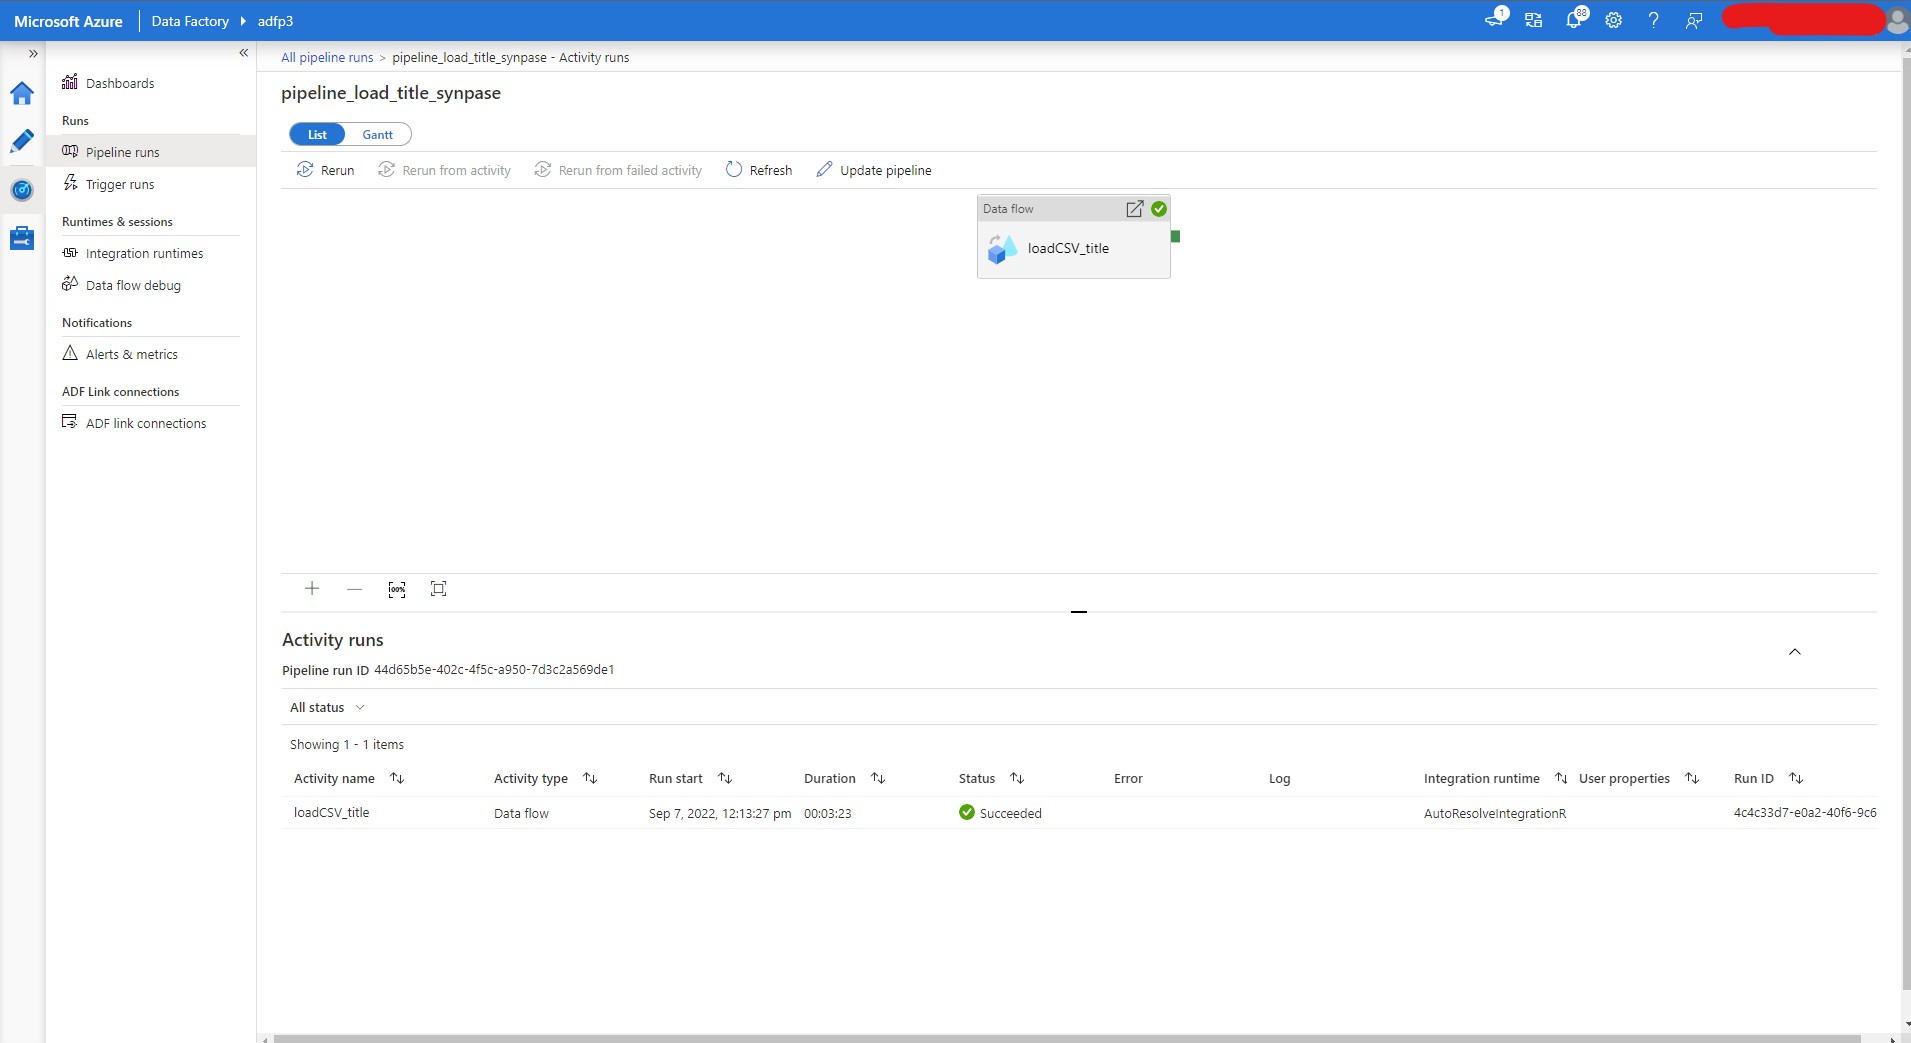 Microsoft Azure Data Factory adfp3 1 88 ?
All pipeline runs > pipeline_load_title_synpase - Activity runs
pipeline_load_title_synpase
List Gantt
Rerun Rerun from activity Rerun from failed activity Refresh Update pipeline
Dashboards
Runs
Pipeline runs
Trigger runs
Runtimes & sessions
Integration runtimes
Data flow debug
Notifications
Alerts & metrics
ADF Link connections
ADF link connections
Data flow
loadCSV_title
100%
Activity runs
Pipeline run ID 44d65b5e-402c-4f5c-a950-7d3c2a569de1
All status
Showing 1 - 1 items
Activity name Activity type Run start Duration Status Error Log Integration runtime User properties Run ID
loadCSV_title Data flow Sep 7, 2022, 12:13:27 pm 00:03:23 Succeeded AutoResolveIntegrationR 4c4c33d7-e0a2-40f6-9c6